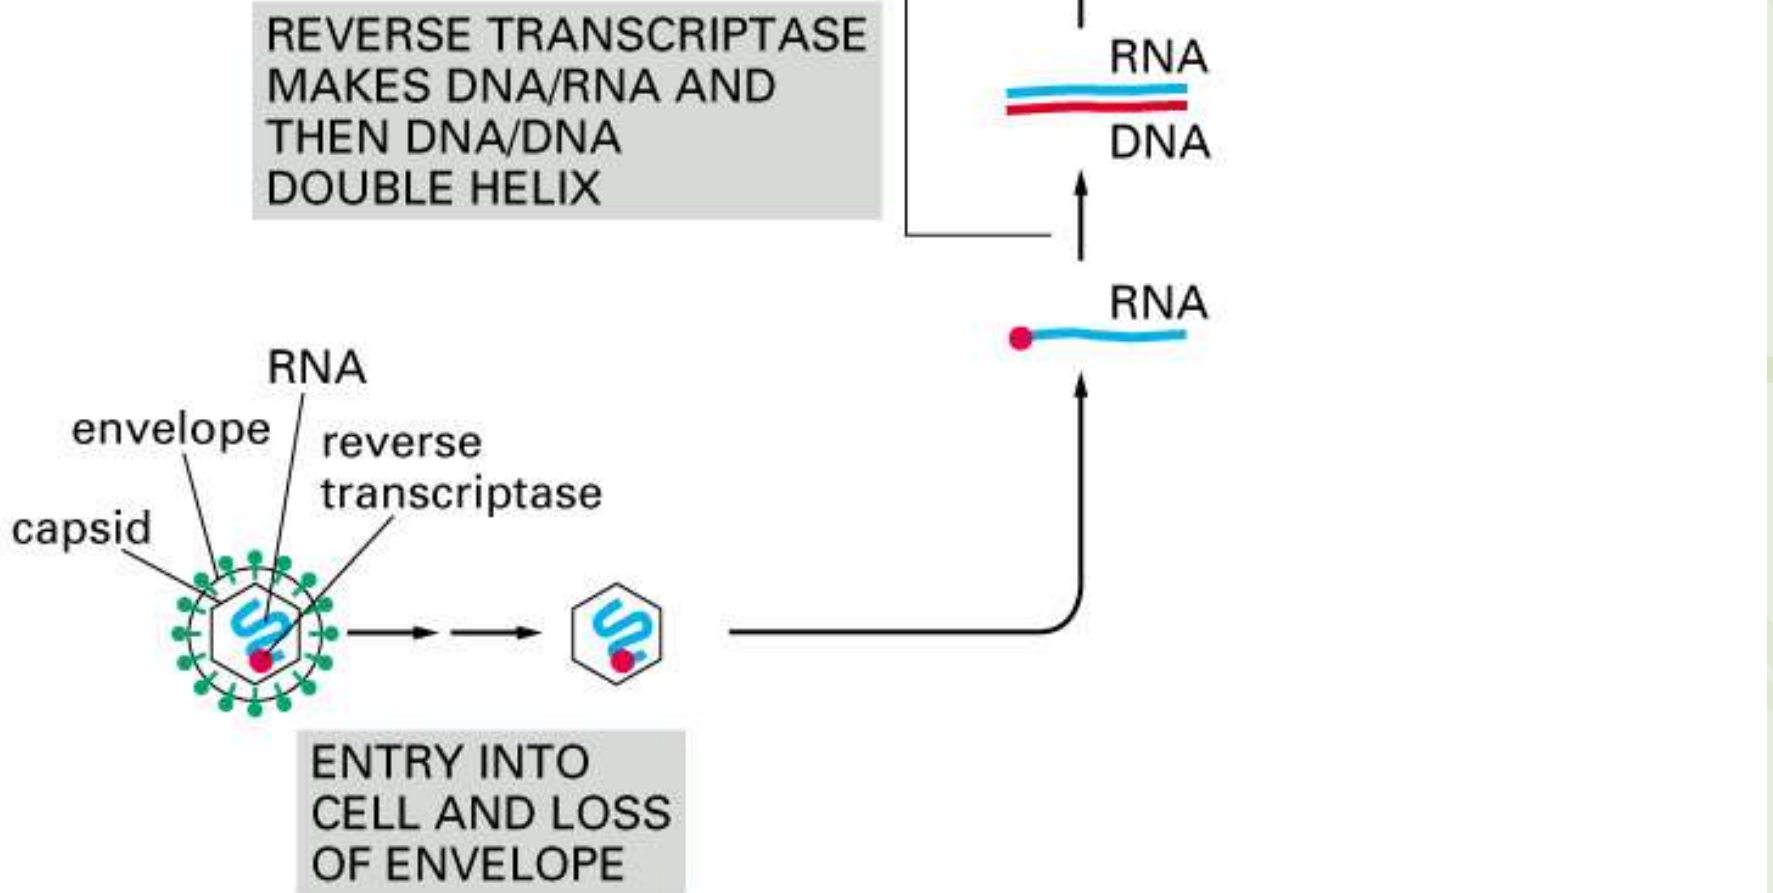 REVERSE TRANSCRIPTASE
MAKES DNA/RNA AND
THEN DNA/DNA
DOUBLE HELIX
RNA
DNA
RNA
RNA
envelope
reverse
transcriptase
capsid
ENTRY INTO
CELL AND LOSS
OF ENVELOPE